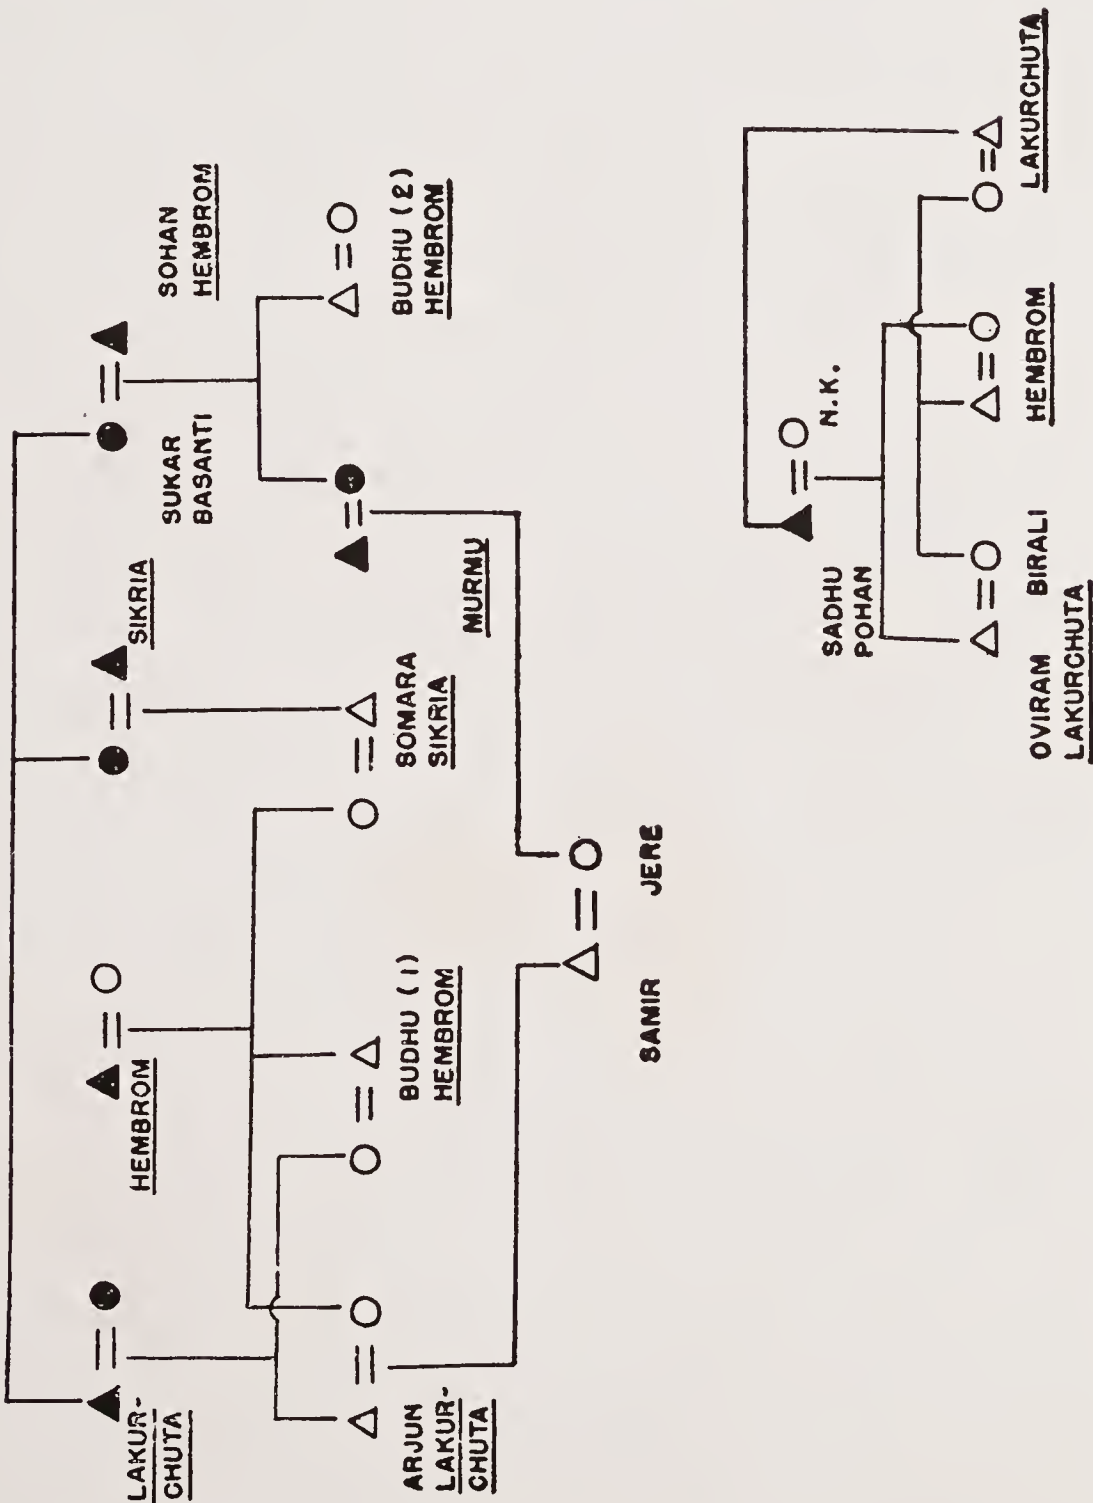 LAKUR-
CHUTA
HEMBROM
SIKRIA
SUKAR
BASANTI
SOHAN
HEMBROM
ARJUN
LAKUR-
CHUTA
BUDHU (1)
HEMBROM
SOMARA
SIKRIA
MURMU
BUDHU (2)
HEMBROM
SAMIR JERE
SADHU
POHAN
N.K.
OVIRAM BIRALI
LAKURCHUTA
HEMBROM
LAKURCHUTA